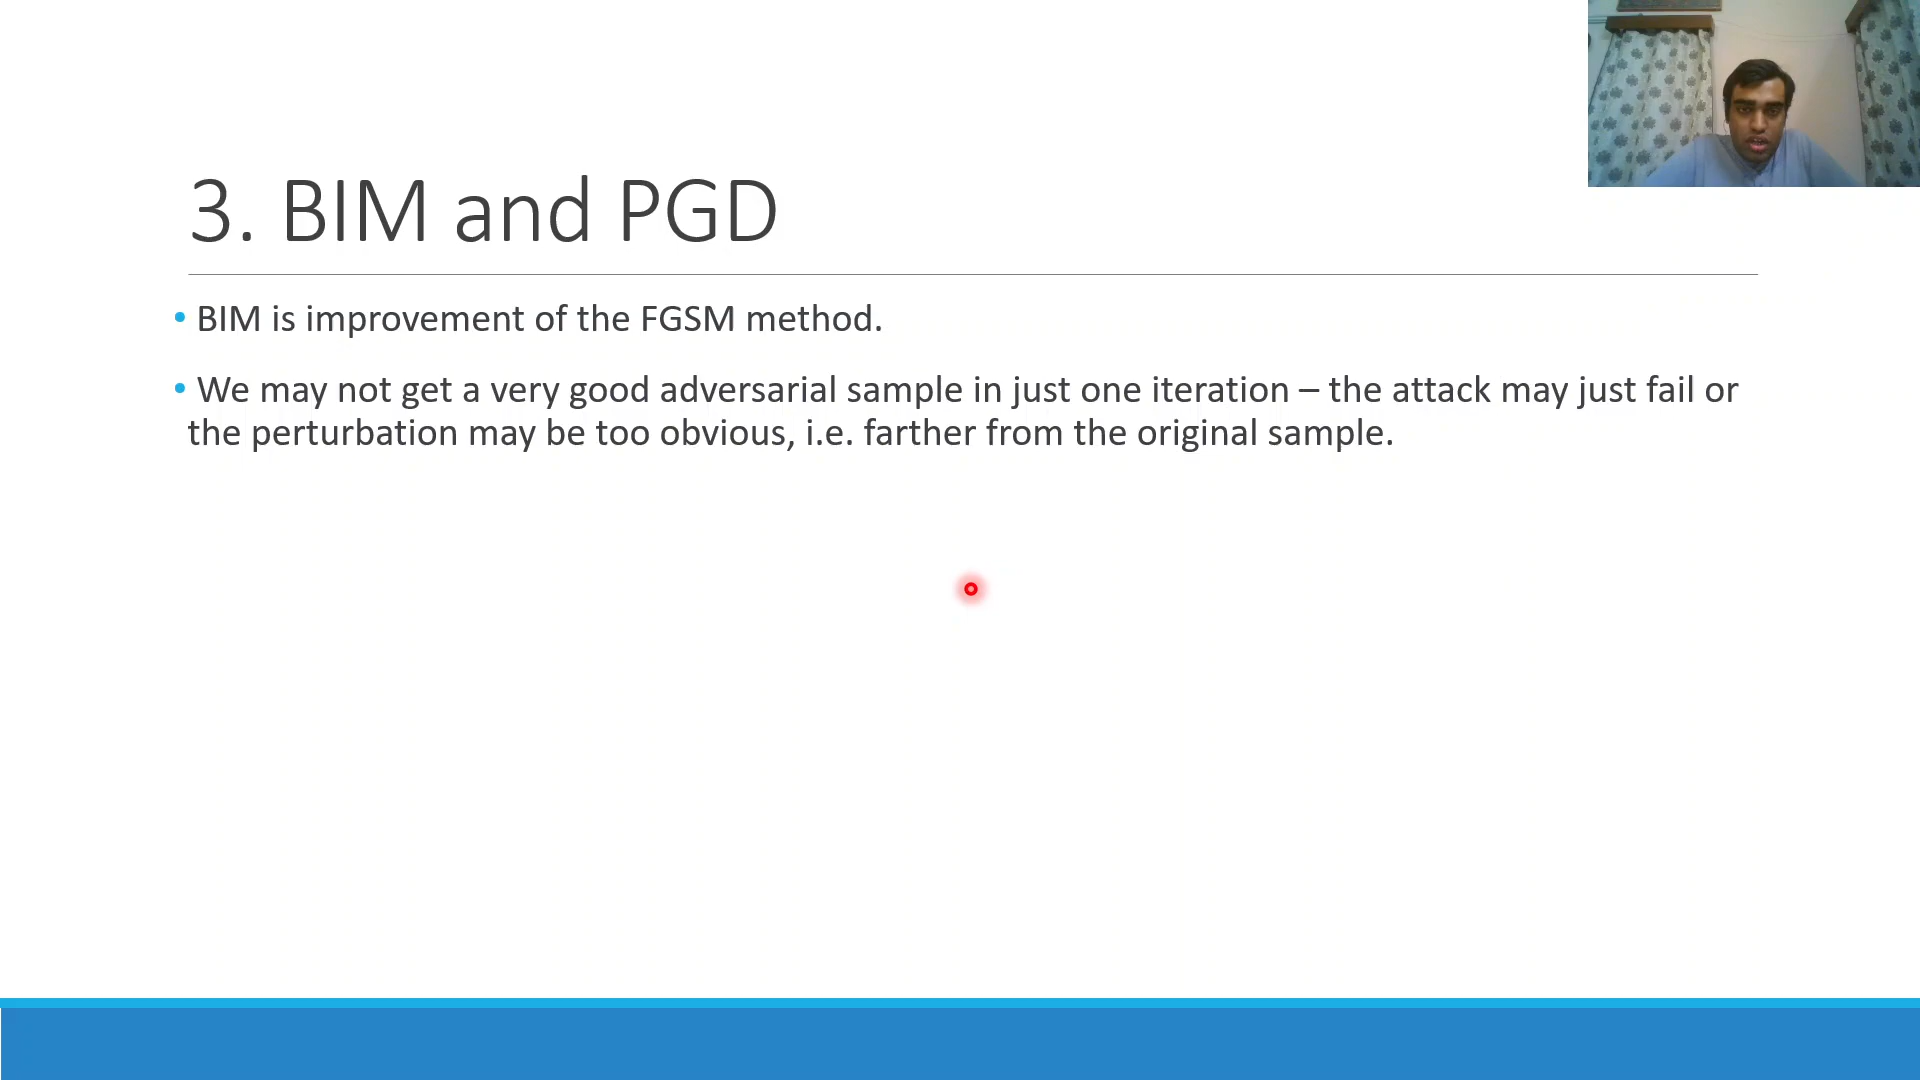 3. BIM and PGD
• BIM is improvement of the FGSM method.
• We may not get a very good adversarial sample in just one iteration – the attack may just fail or
the perturbation may be too obvious, i.e. farther from the original sample.